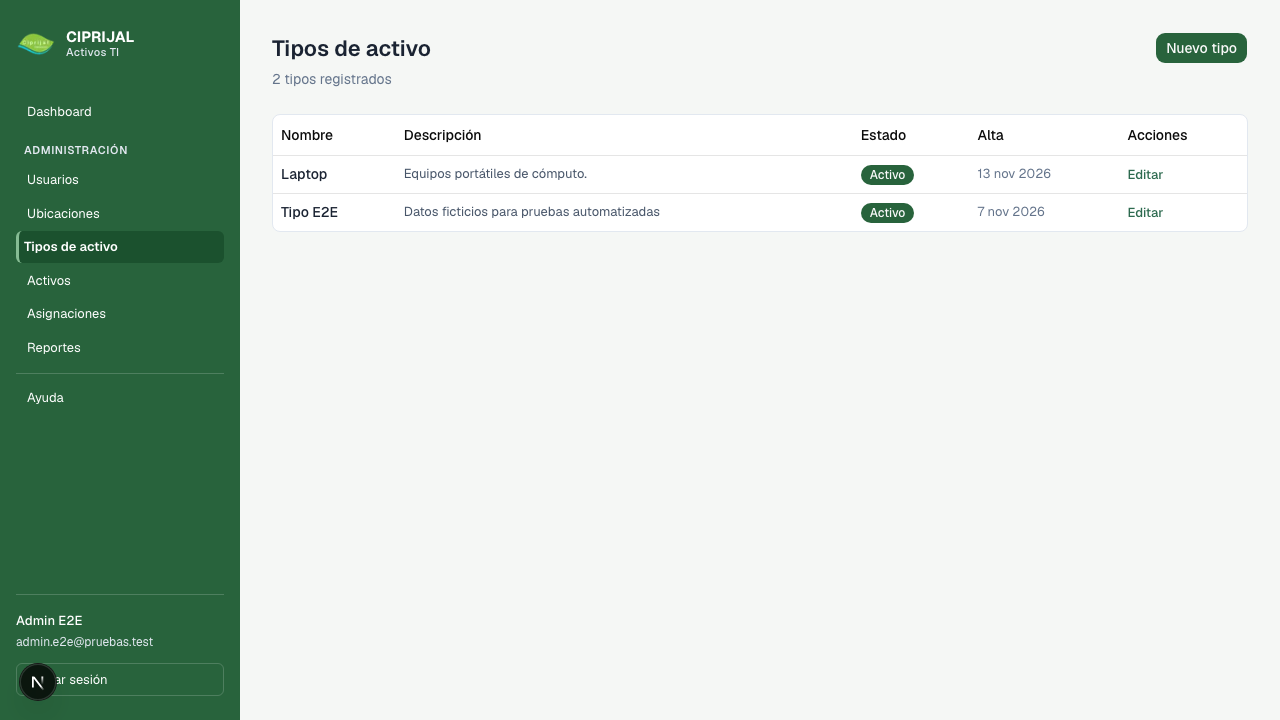 CIPRIJAL
Activos TI
Dashboard
ADMINISTRACIÓN
Usuarios
Ubicaciones
Tipos de activo
Activos
Asignaciones
Reportes
Ayuda
Admin E2E
admin.e2e@pruebas.test
ar sesión
Tipos de activo
2 tipos registrados
Nuevo tipo
Nombre Descripción Estado Alta Acciones
Laptop Equipos portátiles de cómputo. Activo 13 nov 2026 Editar
Tipo E2E Datos ficticios para pruebas automatizadas Activo 7 nov 2026 Editar